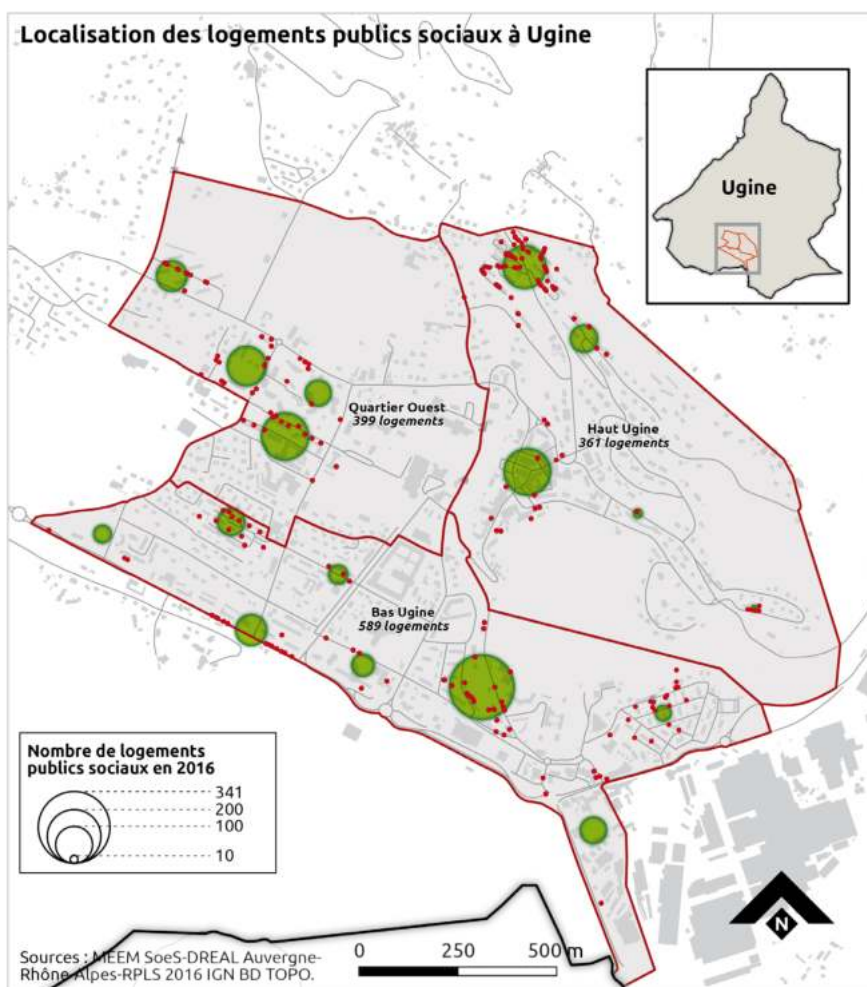 Localisation des logements publics sociaux à Ugine
Ugine
Quartier Ouest
399 logements
Haut Ugine
361 logements
Bas Ugine
589 logements
Nombre de logements
publics sociaux en 2016
341
200
100
10
N
Sources : MEEM SoeS-DREAL Auvergne-
Rhône Alpes-RPLS 2016 IGN BD TOPO.
0 250 500 m